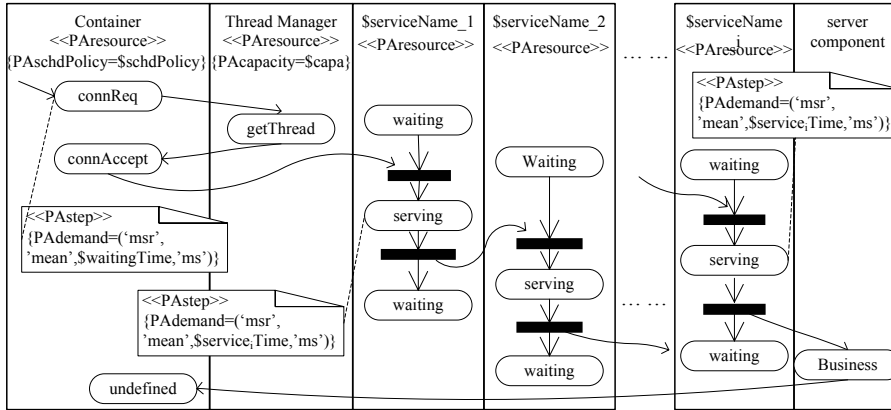 Container
<<PAresource>>
{PAschdPolicy=$schdPolicy}
Thread Manager
<<PAresource>>
{PAcapacity=$capa}
$serviceName_1
<<PAresource>>
$serviceName_2
<<PAresource>>
... ...
$serviceName_
i
<<PAresource>>
server
component
connReq
getThread
connAccept
<<PAstep>>
{PAdemand=('msr',
'mean',$waitingTime,'ms')}
<<PAstep>>
{PAdemand=('msr',
'mean',$serviceiTime,'ms')}
undefined
waiting
serving
waiting
Waiting
serving
waiting
... ...
<<PAstep>>
{PAdemand=('msr',
'mean',$serviceiTime,'ms')}
waiting
serving
waiting
Business